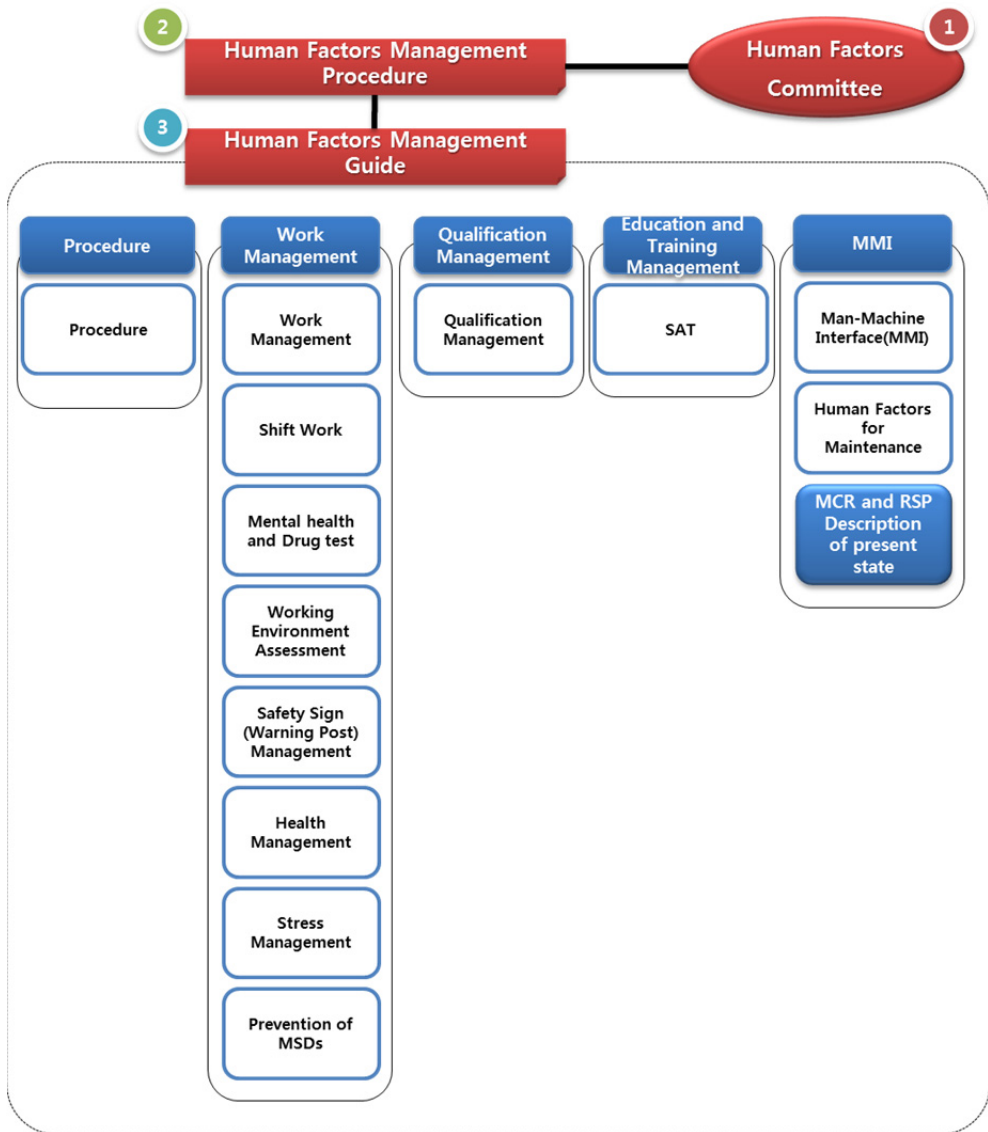 2
Human Factors Management
Procedure
1
Human Factors
Committee
3
Human Factors Management
Guide
Procedure
Procedure
Work
Management
Work
Management
Shift Work
Mental health
and Drug test
Working
Environment
Assessment
Safety Sign
(Warning Post)
Management
Health
Management
Stress
Management
Prevention of
MSDs
Qualification
Management
Qualification
Management
Education and
Training
Management
SAT
MMI
Man-Machine
Interface(MMI)
Human Factors
for
Maintenance
MCR and RSP
Description
of present
state